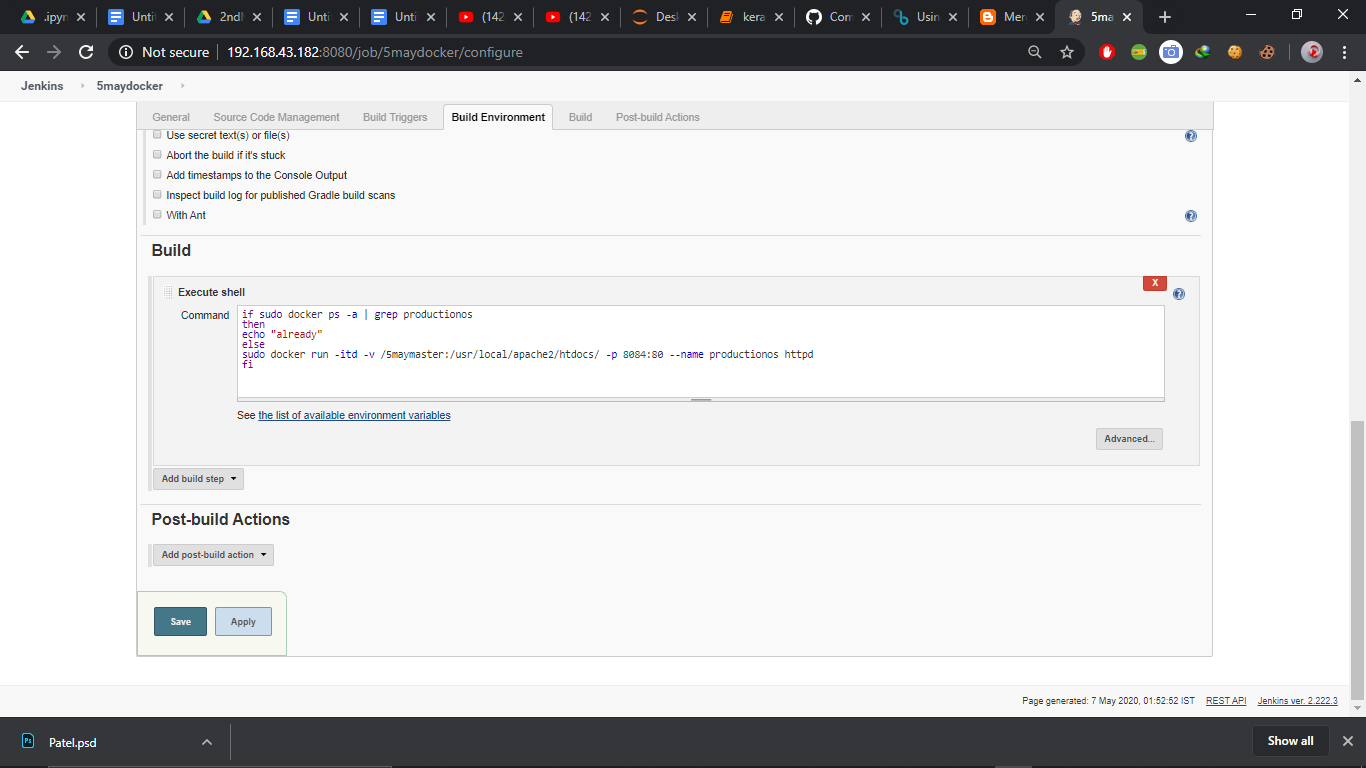 .ipyn
Untit
2ndM
Unti
Unti
(142
(142
Desk
kera
Com
Usin
Mer
5ma
Not secure
192.168.43.182:8080/job/5maydocker/configure
Jenkins
5maydocker
General
Source Code Management
Build Triggers
Build Environment
Build
Post-build Actions
Use secret text(s) or file(s)
Abort the build if it's stuck
Add timestamps to the Console Output
Inspect build log for published Gradle build scans
With Ant
Build
X
Execute shell
Command
if sudo docker ps -a | grep productionos
then
echo "already"
else
sudo docker run -itd -v /5maymaster:/usr/local/apache2/htdocs/ -p 8084:80 --name productionos httpd
fi
See the list of available environment variables
Advanced...
Add build step
Post-build Actions
Add post-build action
Save
Apply
Page generated: 7 May 2020, 01:52:52 IST
REST API
Jenkins ver. 2.222.3
Ps
Patel.psd
Show all